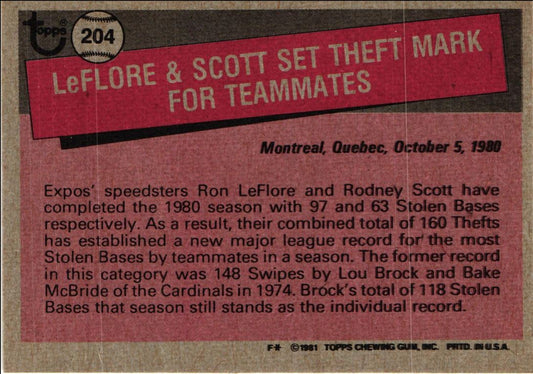 topps
204
LeFLORE & SCOTT SET THEFT MARK
FOR TEAMMATES
Montreal, Quebec, October 5, 1980
Expos' speedsters Ron LeFlore and Rodney Scott have
completed the 1980 season with 97 and 63 Stolen Bases
respectively. As a result, their combined total of 160 Thefts
has established a new major league record for the most
Stolen Bases by teammates in a season. The former record
in this category was 148 Swipes by Lou Brock and Bake
McBride of the Cardinals in 1974. Brock's total of 118 Stolen
Bases that season still stands as the individual record.
F* ©1981 TOPPS CHEWING GUM, INC. PRTD. IN U.S.A.